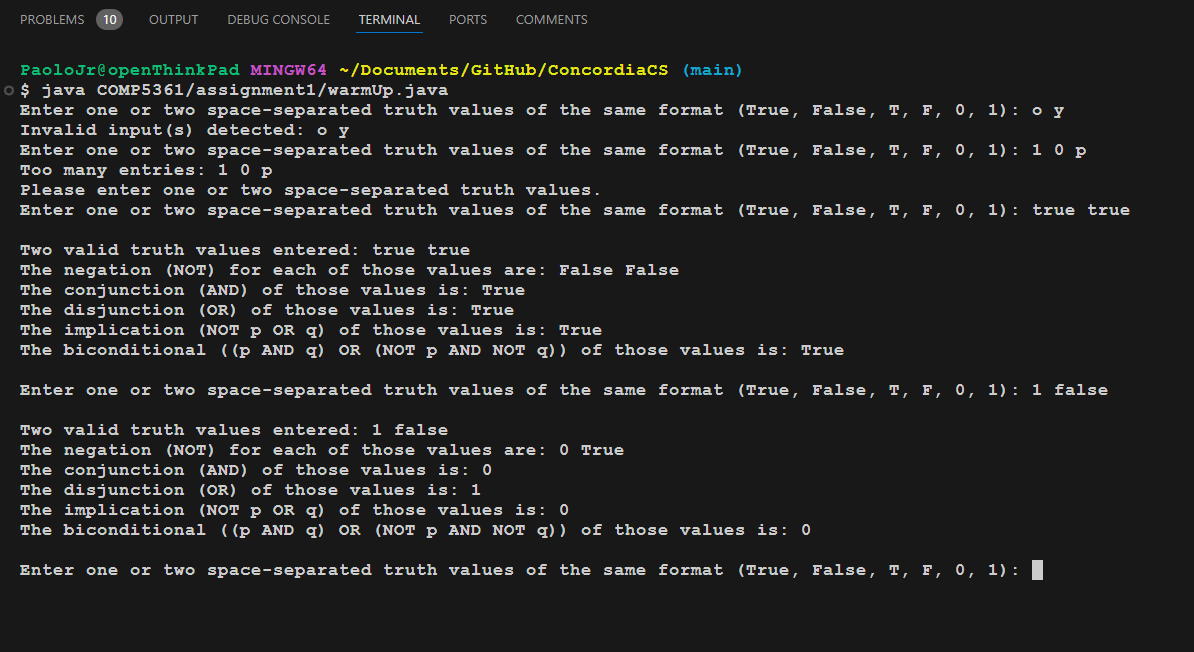 PROBLEMS 10 OUTPUT DEBUG CONSOLE TERMINAL PORTS COMMENTS
PaoloJr@openThinkPad MINGW64 ~/Documents/GitHub/ConcordiaCS (main)
$ java COMP5361/assignment1/warmUp.java
Enter one or two space-separated truth values of the same format (True, False, T, F, 0, 1): o y
Invalid input(s) detected: o y
Enter one or two space-separated truth values of the same format (True, False, T, F, 0, 1): 1 0 p
Too many entries: 1 0 p
Please enter one or two space-separated truth values.
Enter one or two space-separated truth values of the same format (True, False, T, F, 0, 1): true true
Two valid truth values entered: true true
The negation (NOT) for each of those values are: False False
The conjunction (AND) of those values is: True
The disjunction (OR) of those values is: True
The implication (NOT p OR q) of those values is: True
The biconditional ((p AND q) OR (NOT p AND NOT q)) of those values is: True
Enter one or two space-separated truth values of the same format (True, False, T, F, 0, 1): 1 false
Two valid truth values entered: 1 false
The negation (NOT) for each of those values are: 0 True
The conjunction (AND) of those values is: 0
The disjunction (OR) of those values is: 1
The implication (NOT p OR q) of those values is: 0
The biconditional ((p AND q) OR (NOT p AND NOT q)) of those values is: 0
Enter one or two space-separated truth values of the same format (True, False, T, F, 0, 1):